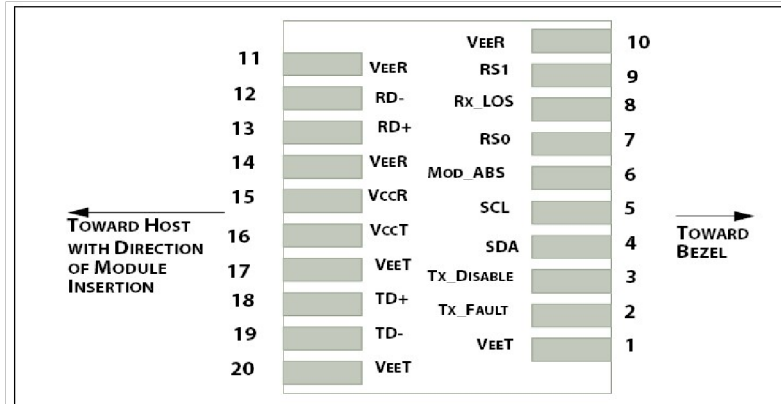 11 VEER
12 RD-
13 RD+
14 VEER
15 VCCR
16 VCCT
17 VEET
18 TD+
19 TD-
20 VEET
TOWARD HOST
WITH DIRECTION
OF MODULE
INSERTION
VEER 10
RS1 9
RX_LOS 8
RS0 7
MOD_ABS 6
SCL 5
SDA 4
TX_DISABLE 3
TX_FAULT 2
VEET 1
TOWARD
BEZEL